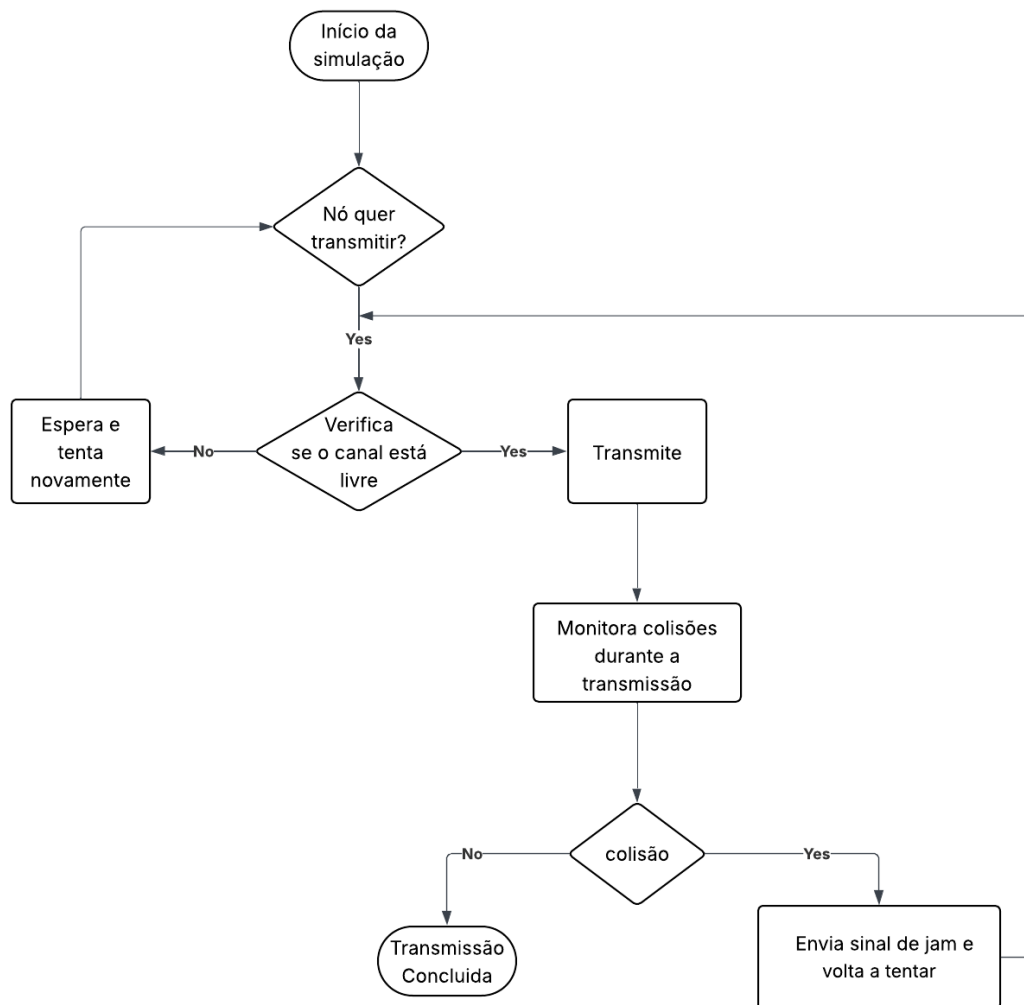 Início da
simulação
Nó quer
transmitir?
Yes
Espera e
tenta
novamente
No
Verifica
se o canal está
livre
Yes
Transmite
Monitora colisões
durante a
transmissão
No
colisão
Yes
Transmissão
Concluida
Envia sinal de jam e
volta a tentar